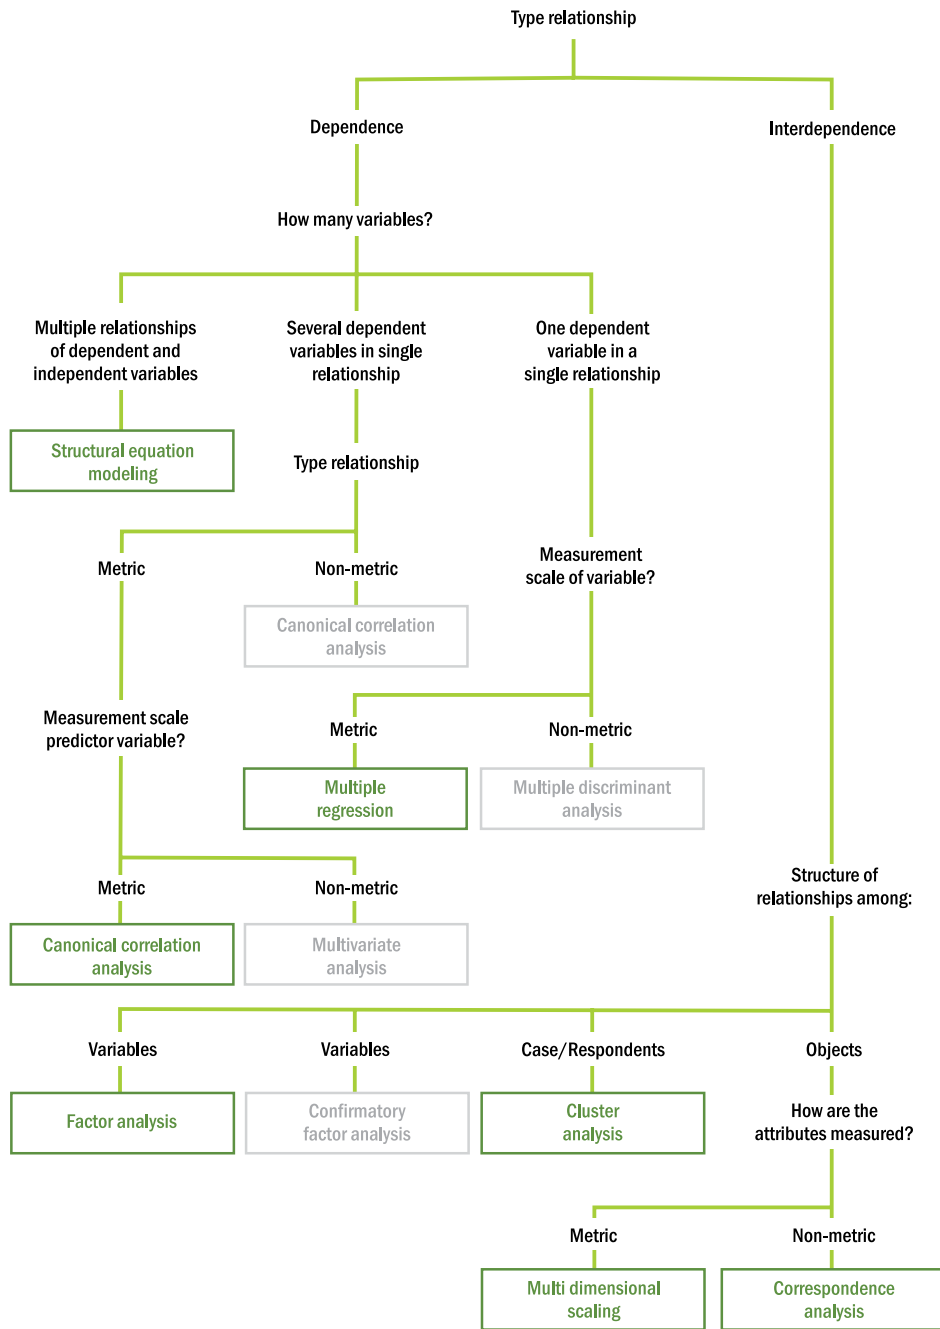 Type relationship
Dependence
Interdependence
How many variables?
Multiple relationships
of dependent and
independent variables
Several dependent
variables in single
relationship
One dependent
variable in a
single relationship
Structural equation
modeling
Type relationship
Metric
Non-metric
Measurement
scale of variable?
Canonical correlation
analysis
Measurement scale
predictor variable?
Metric
Non-metric
Multiple
regression
Multiple discriminant
analysis
Metric
Non-metric
Structure of
relationships among:
Canonical correlation
analysis
Multivariate
analysis
Variables
Variables
Case/Respondents
Objects
Factor analysis
Confirmatory
factor analysis
Cluster
analysis
How are the
attributes measured?
Metric
Non-metric
Multi dimensional
scaling
Correspondence
analysis